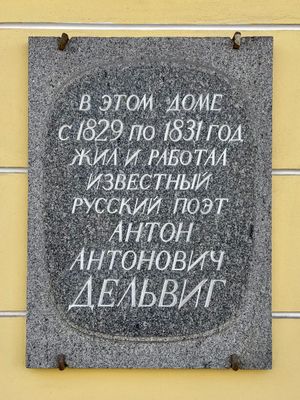 В ЭТОМ ДОМЕ
С 1829 ПО 1831 ГОД
ЖИЛ И РАБОТАЛ
ИЗВЕСТНЫЙ
РУССКИЙ ПОЭТ
АНТОН
АНТОНОВИЧ
ДЕЛЬВИГ